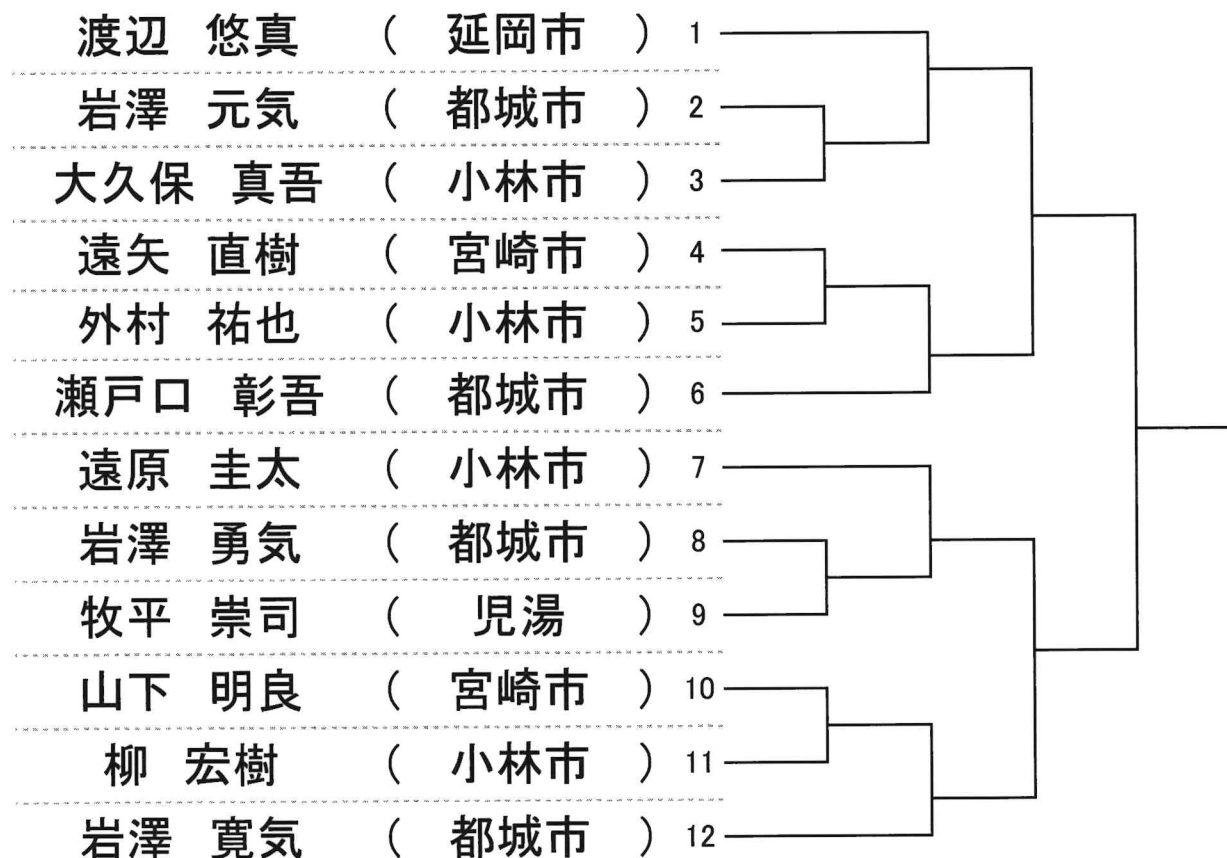 渡辺 悠真 ( 延岡市 ) 1
岩澤 元気 ( 都城市 ) 2
大久保 真吾 ( 小林市 ) 3
遠矢 直樹 ( 宮崎市 ) 4
外村 祐也 ( 小林市 ) 5
瀬戸口 彰吾 ( 都城市 ) 6
遠原 圭太 ( 小林市 ) 7
岩澤 勇気 ( 都城市 ) 8
牧平 崇司 ( 児湯 ) 9
山下 明良 ( 宮崎市 ) 10
柳 宏樹 ( 小林市 ) 11
岩澤 寛気 ( 都城市 ) 12